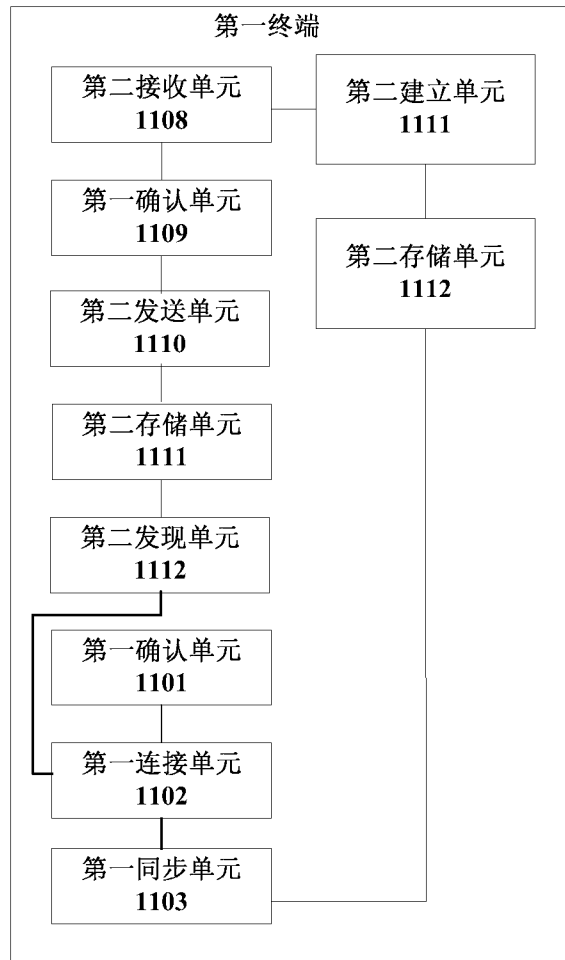 第一终端
第二接收单元
1108
第二建立单元
1111
第一确认单元
1109
第二存储单元
1112
第二发送单元
1110
第二存储单元
1111
第二发现单元
1112
第一确认单元
1101
第一连接单元
1102
第一同步单元
1103